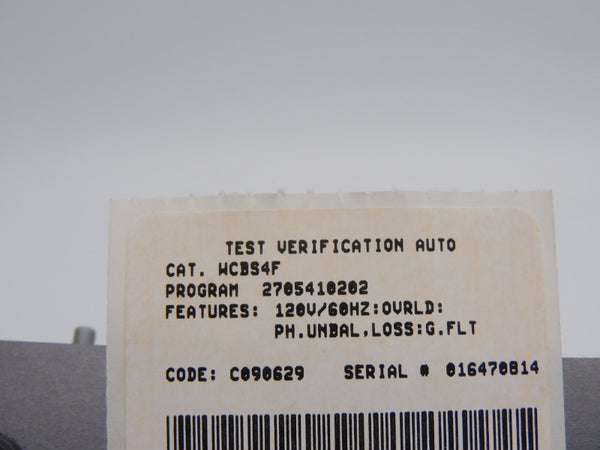 TEST VERIFICATION AUTO
CAT. WCBS4F
PROGRAM 2705410202
FEATURES: 120V/60HZ:OVRLD:
PH.UNBAL.LOSS:G.FLT
CODE: C090629 SERIAL # 016470814